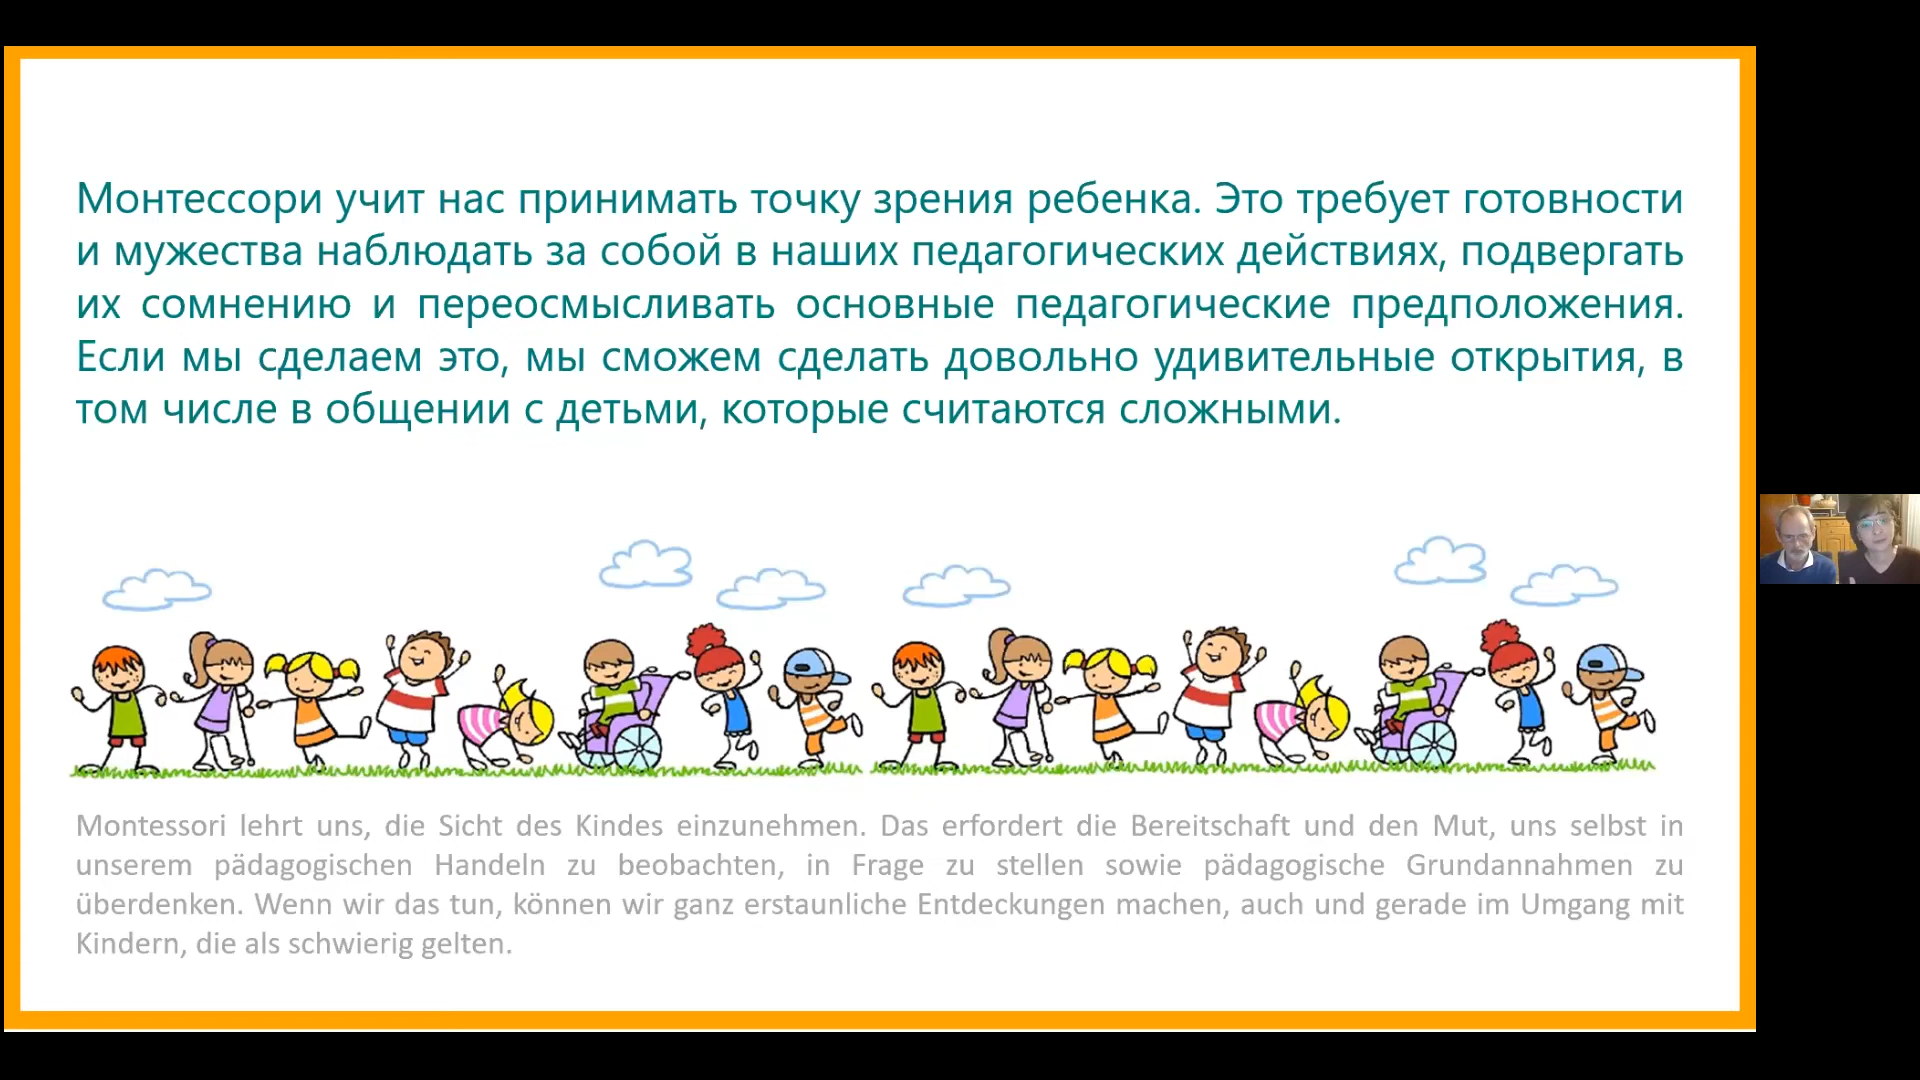 Монтессори учит нас принимать точку зрения ребенка. Это требует готовности
и мужества наблюдать за собой в наших педагогических действиях, подвергать
их сомнению и переосмысливать основные педагогические предположения.
Если мы сделаем это, мы сможем сделать довольно удивительные открытия, в
том числе в общении с детьми, которые считаются сложными.
Montessori lehrt uns, die Sicht des Kindes einzunehmen. Das erfordert die Bereitschaft und den Mut, uns selbst in
unserem pädagogischen Handeln zu beobachten, in Frage zu stellen sowie pädagogische Grundannahmen zu
überdenken. Wenn wir das tun, können wir ganz erstaunliche Entdeckungen machen, auch und gerade im Umgang mit
Kindern, die als schwierig gelten.